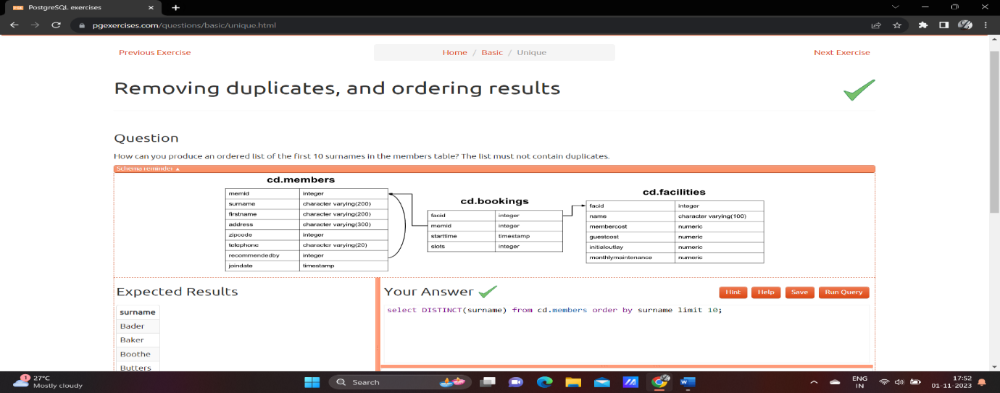 PostgreSQL exercises
pgexercises.com/questions/basic/unique.html
Previous Exercise
Home / Basic / Unique
Next Exercise
Removing duplicates, and ordering results
Question
How can you produce an ordered list of the first 10 surnames in the members table? The list must not contain duplicates.
Schema reminder
cd.members
memid integer
surname character varying(200)
firstname character varying(200)
address character varying(300)
zipcode integer
telephone character varying(20)
recommendedby integer
joindate timestamp
cd.bookings
facid integer
memid integer
starttime timestamp
slots integer
cd.facilities
facid integer
name character varying(100)
membercost numeric
guestcost numeric
initialoutlay numeric
monthlymaintenance numeric
Expected Results
surname
Bader
Baker
Boothe
Butters
Your Answer
Hint Help Save Run Query
select DISTINCT(surname) from cd.members order by surname limit 10;
1
27°C
Mostly cloudy
Search
ENG
IN
17:52
01-11-2023